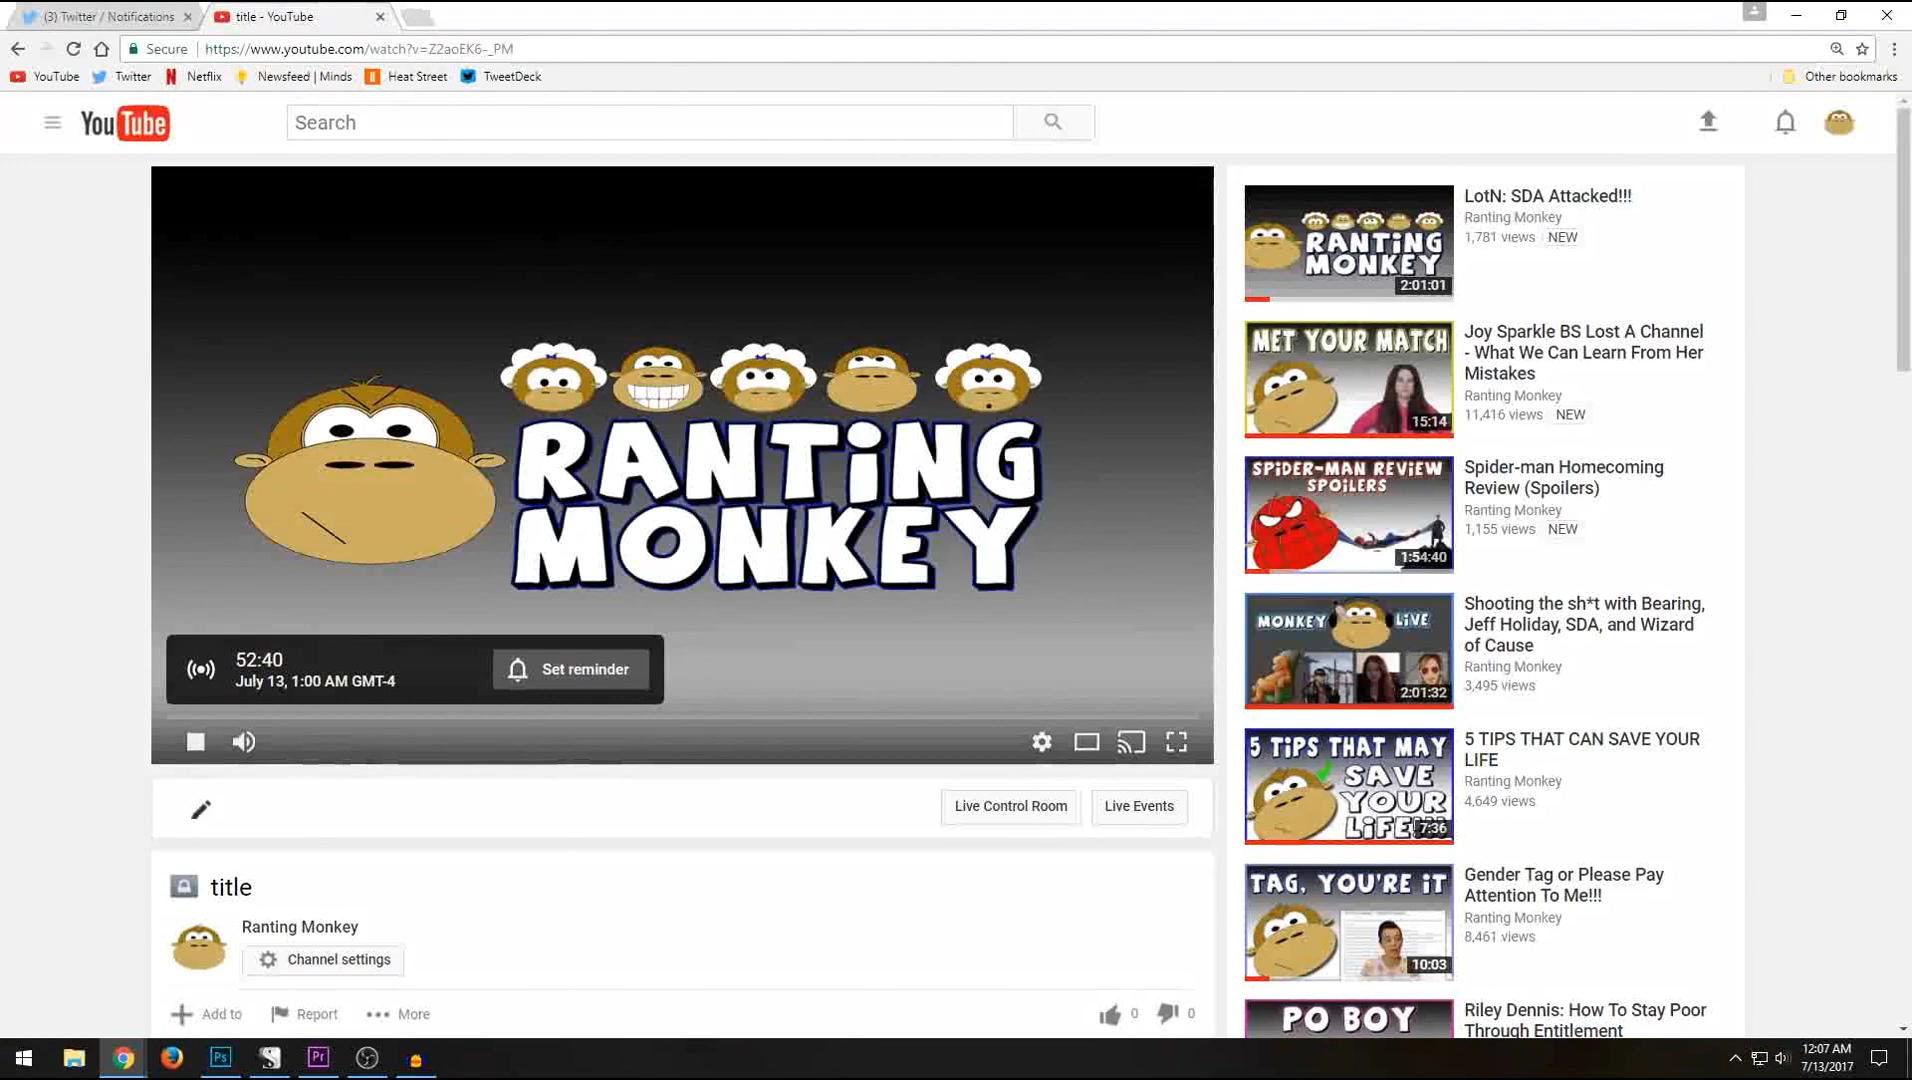 (3) Twitter / Notifications
title - YouTube
Secure
https://www.youtube.com/watch?v=Z2aoEK6-_PM
YouTube
Twitter
Netflix
Newsfeed | Minds
Heat Street
TweetDeck
Other bookmarks
YouTube
Search
RANTiNG
MONKEY
52:40
July 13, 1:00 AM GMT-4
Set reminder
Live Control Room
Live Events
title
Ranting Monkey
Channel settings
Add to
Report
More
0
0
RANTiNG
MONKEY
2:01:01
LotN: SDA Attacked!!!
Ranting Monkey
1,781 views
NEW
MET YOUR MATCH
15:14
Joy Sparkle BS Lost A Channel
- What We Can Learn From Her
Mistakes
Ranting Monkey
11,416 views
NEW
SPiDER-MAN REViEW
SPOiLERS
1:54:40
Spider-man Homecoming
Review (Spoilers)
Ranting Monkey
1,155 views
NEW
MONKEY LiVE
2:01:32
Shooting the sh*t with Bearing,
Jeff Holiday, SDA, and Wizard
of Cause
Ranting Monkey
3,495 views
5 TiPS THAT MAY
SAVE
YOUR
LiFE!!!
7:36
5 TIPS THAT CAN SAVE YOUR
LIFE
Ranting Monkey
4,649 views
TAG, YOU'RE iT
10:03
Gender Tag or Please Pay
Attention To Me!!!
Ranting Monkey
8,461 views
PO BOY
Riley Dennis: How To Stay Poor
Through Entitlement
Ps
Pr
12:07 AM
7/13/2017